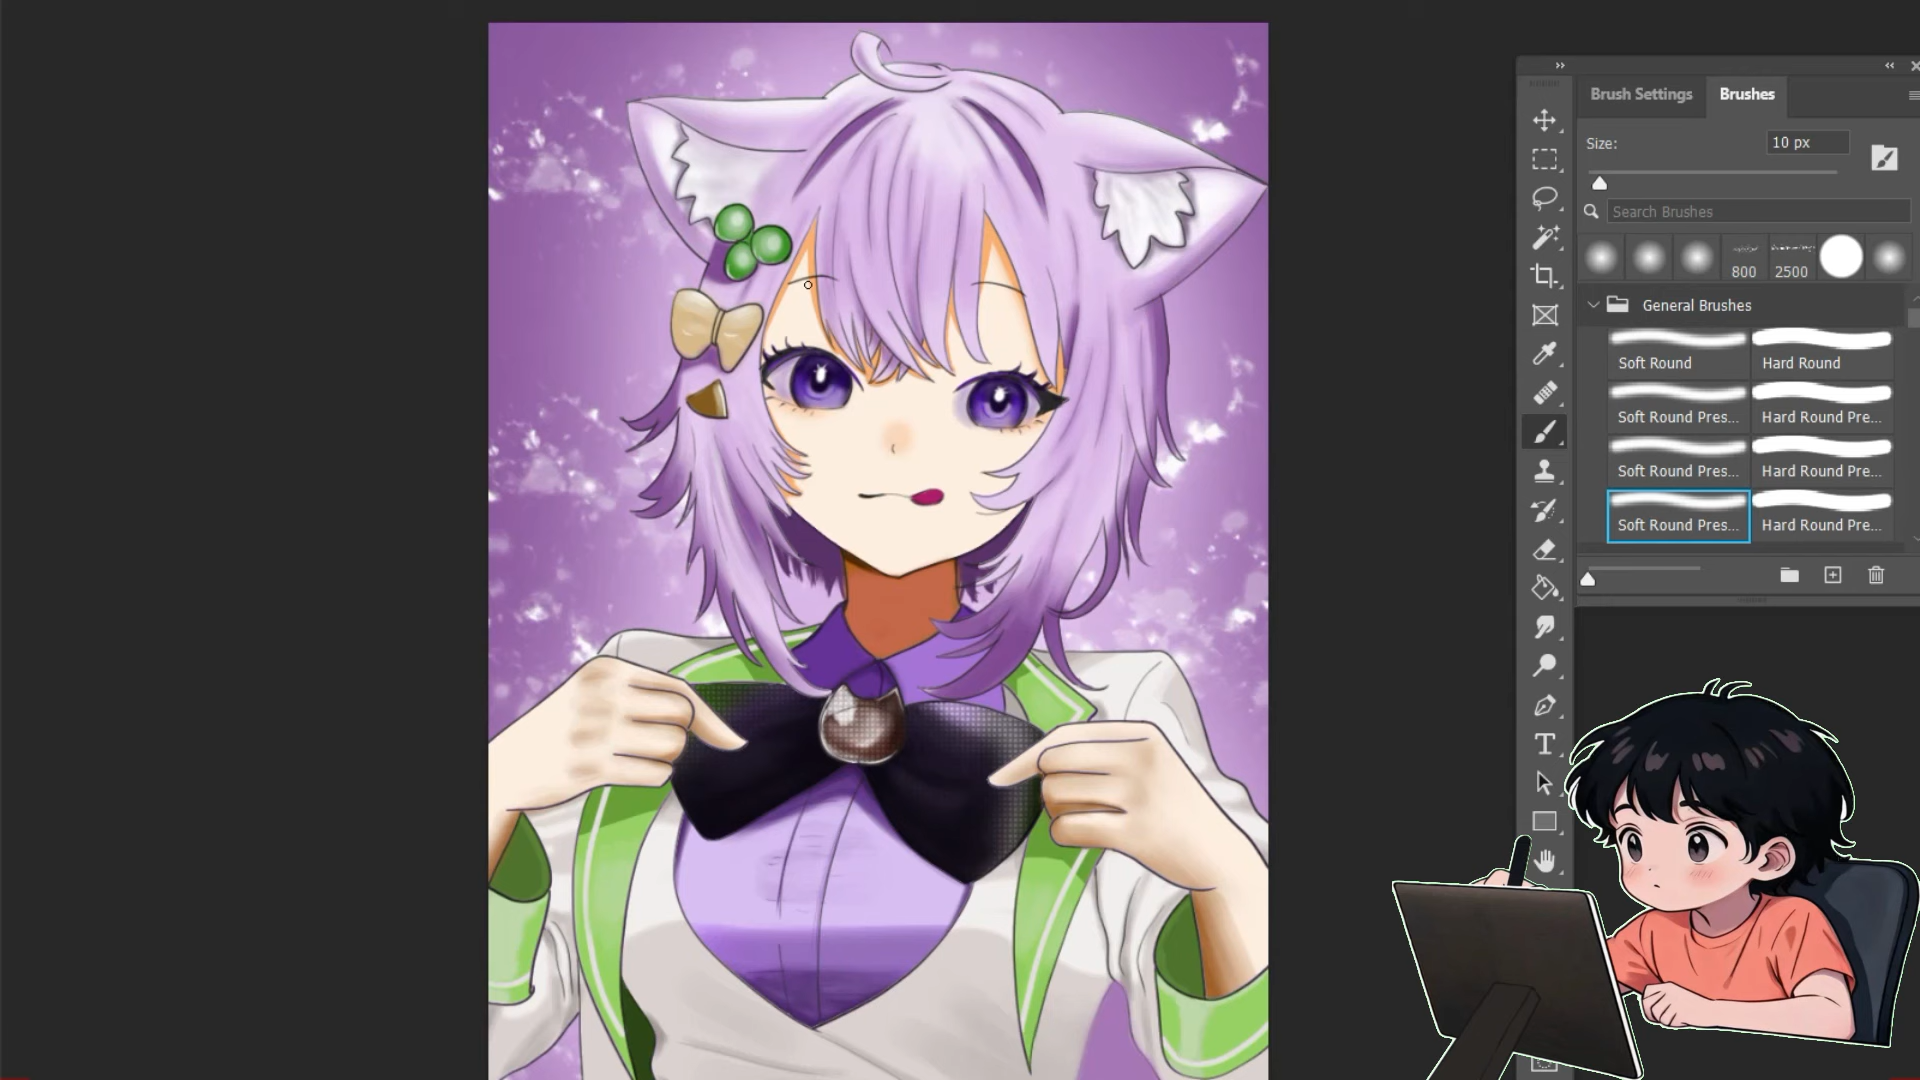 Brush Settings
Brushes
Size:
10 px
Search Brushes
800
2500
General Brushes
Soft Round
Hard Round
Soft Round Pres...
Hard Round Pre...
Soft Round Pres...
Hard Round Pre...
Soft Round Pres...
Hard Round Pre...